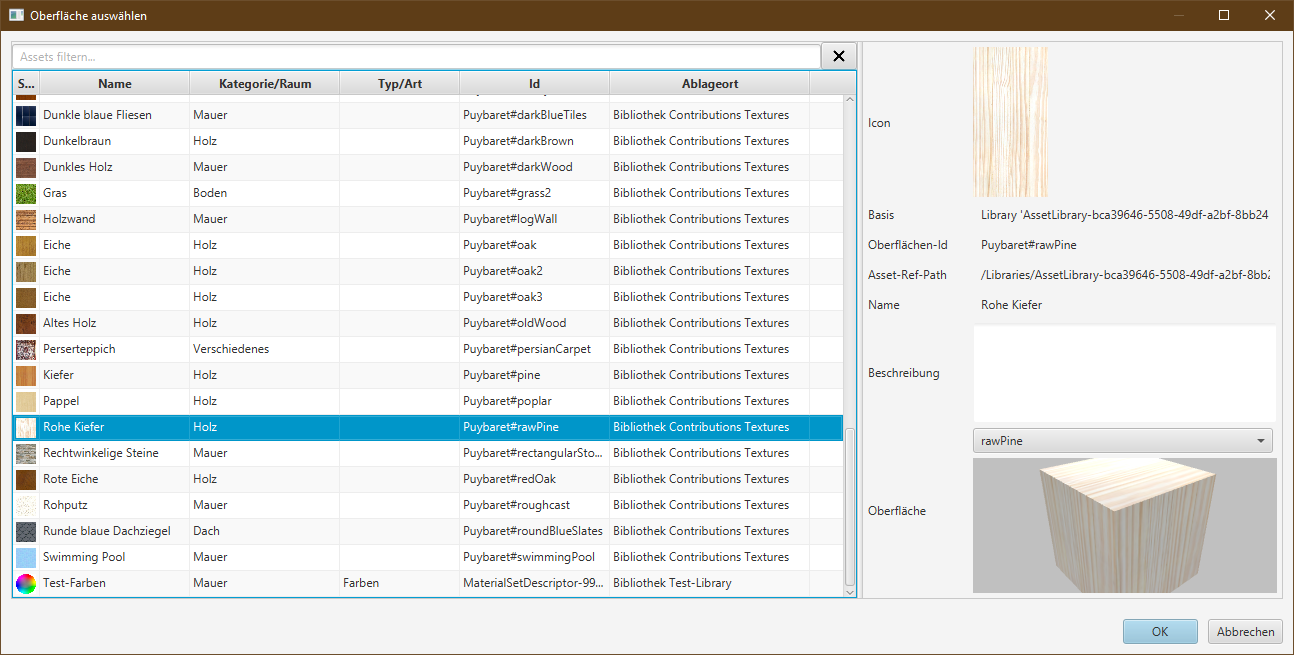 Oberfläche auswählen
Assets filtern...
S... Name Kategorie/Raum Typ/Art Id Ablageort
Dunkle blaue Fliesen Mauer Puybaret#darkBlueTiles Bibliothek Contributions Textures
Dunkelbraun Holz Puybaret#darkBrown Bibliothek Contributions Textures
Dunkles Holz Mauer Puybaret#darkWood Bibliothek Contributions Textures
Gras Boden Puybaret#grass2 Bibliothek Contributions Textures
Holzwand Mauer Puybaret#logWall Bibliothek Contributions Textures
Eiche Holz Puybaret#oak Bibliothek Contributions Textures
Eiche Holz Puybaret#oak2 Bibliothek Contributions Textures
Eiche Holz Puybaret#oak3 Bibliothek Contributions Textures
Altes Holz Holz Puybaret#oldWood Bibliothek Contributions Textures
Perserteppich Verschiedenes Puybaret#persianCarpet Bibliothek Contributions Textures
Kiefer Holz Puybaret#pine Bibliothek Contributions Textures
Pappel Holz Puybaret#poplar Bibliothek Contributions Textures
Rohe Kiefer Holz Puybaret#rawPine Bibliothek Contributions Textures
Rechtwinkelige Steine Mauer Puybaret#rectangularSto... Bibliothek Contributions Textures
Rote Eiche Holz Puybaret#redOak Bibliothek Contributions Textures
Rohputz Mauer Puybaret#roughcast Bibliothek Contributions Textures
Runde blaue Dachziegel Dach Puybaret#roundBlueSlates Bibliothek Contributions Textures
Swimming Pool Mauer Puybaret#swimmingPool Bibliothek Contributions Textures
Test-Farben Mauer Farben MaterialSetDescriptor-99... Bibliothek Test-Library
Icon
Basis Library 'AssetLibrary-bca39646-5508-49df-a2bf-8bb24
Oberflächen-Id Puybaret#rawPine
Asset-Ref-Path /Libraries/AssetLibrary-bca39646-5508-49df-a2bf-8bb2
Name Rohe Kiefer
Beschreibung
rawPine
Oberfläche
OK Abbrechen